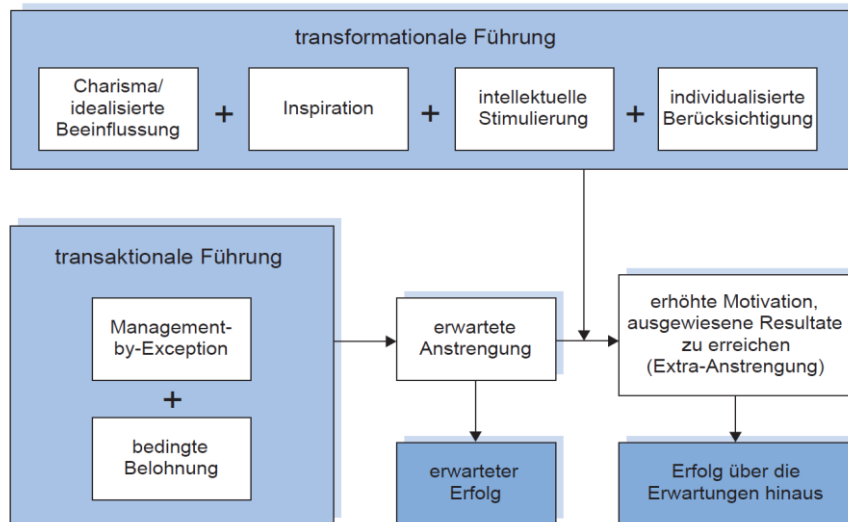 transformationale Führung
Charisma/
idealisierte
Beeinflussung
+
Inspiration
+
intellektuelle
Stimulierung
+
individualisierte
Berücksichtigung
transaktionale Führung
Management-
by-Exception
+
bedingte
Belohnung
erwartete
Anstrengung
erhöhte Motivation,
ausgewiesene Resultate
zu erreichen
(Extra-Anstrengung)
erwarteter
Erfolg
Erfolg über die
Erwartungen hinaus